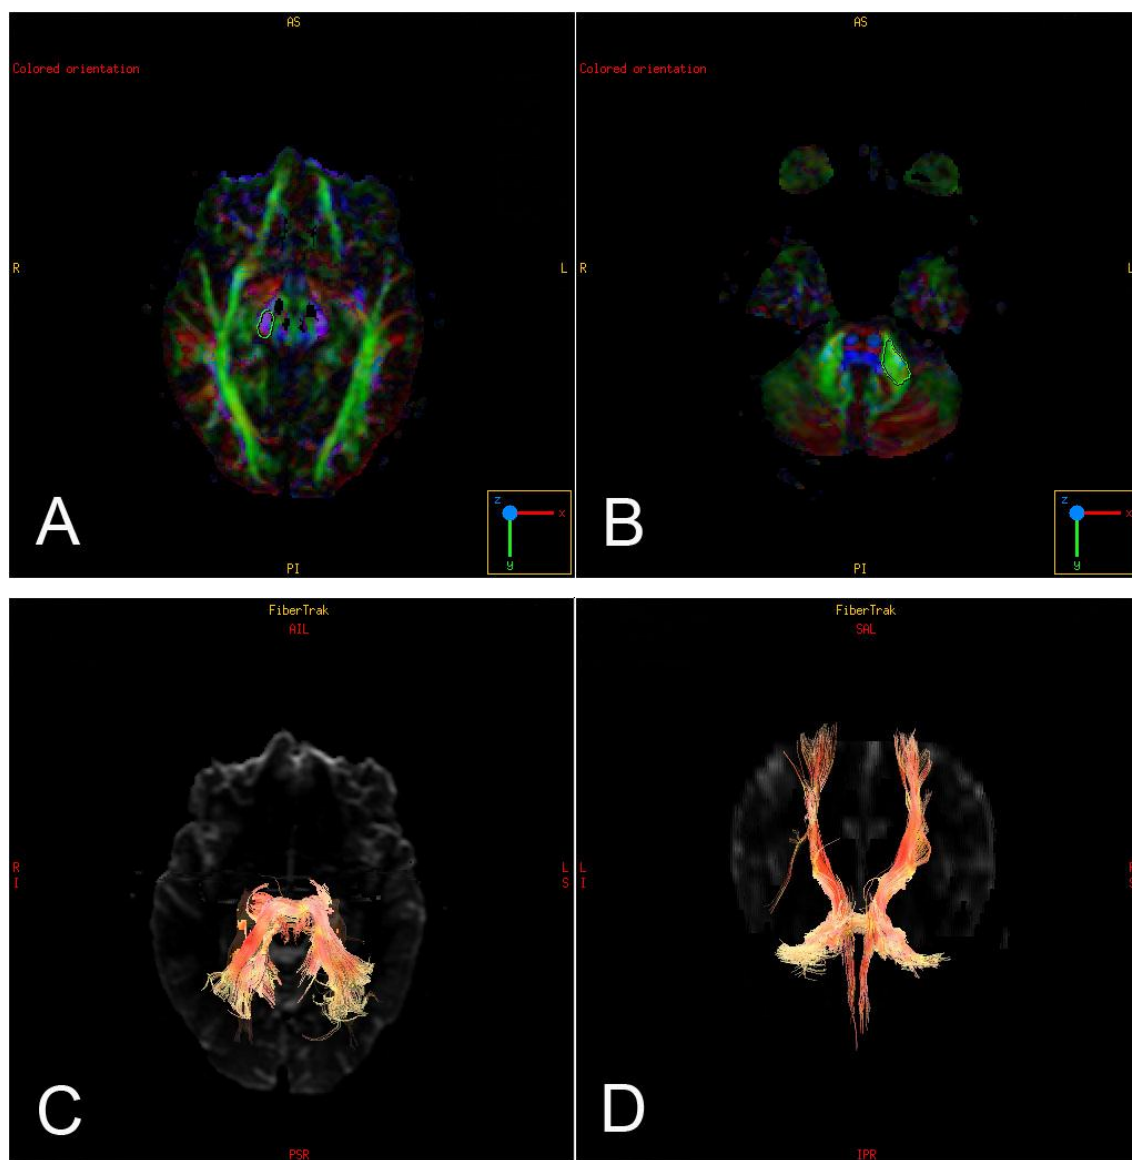 AS
Colored orientation
R
L
z
x
y
A
PI
AS
Colored orientation
R
L
z
x
y
B
PI
FiberTrak
AIL
R
I
L
S
C
PSR
FiberTrak
SAL
L
I
D
IPR